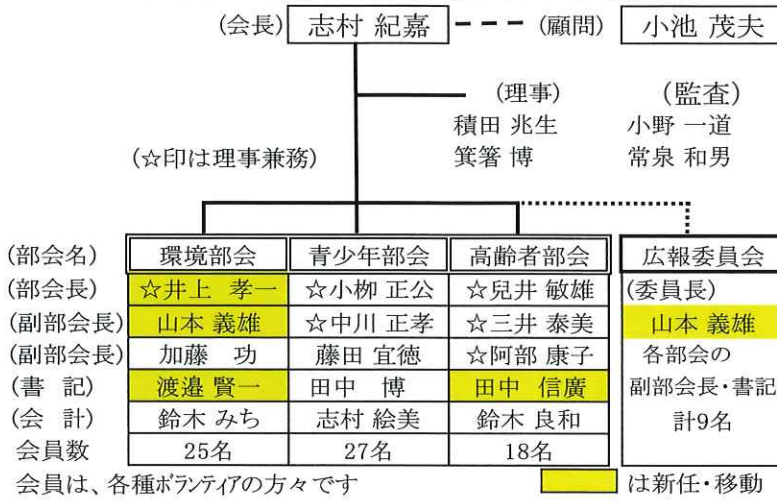 (会長) 志村 紀嘉 --- (顧問) 小池 茂夫
(理事) (監査)
積田 兆生 小野 一道
(☆印は理事兼務) 箕箸 博 常泉 和男
(部会名) 環境部会 青少年部会 高齢者部会 広報委員会
(部会長) ☆井上 孝一 ☆小栁 正公 ☆兒井 敏雄 (委員長)
(副部会長) 山本 義雄 ☆中川 正孝 ☆三井 泰美 山本 義雄
(副部会長) 加藤 功 藤田 宜徳 ☆阿部 康子 各部会の
(書 記) 渡邉 賢一 田中 博 田中 信廣 副部会長・書記
(会 計) 鈴木 みち 志村 絵美 鈴木 良和 計9名
会員数 25名 27名 18名
会員は、各種ボランティアの方々です は新任・移動